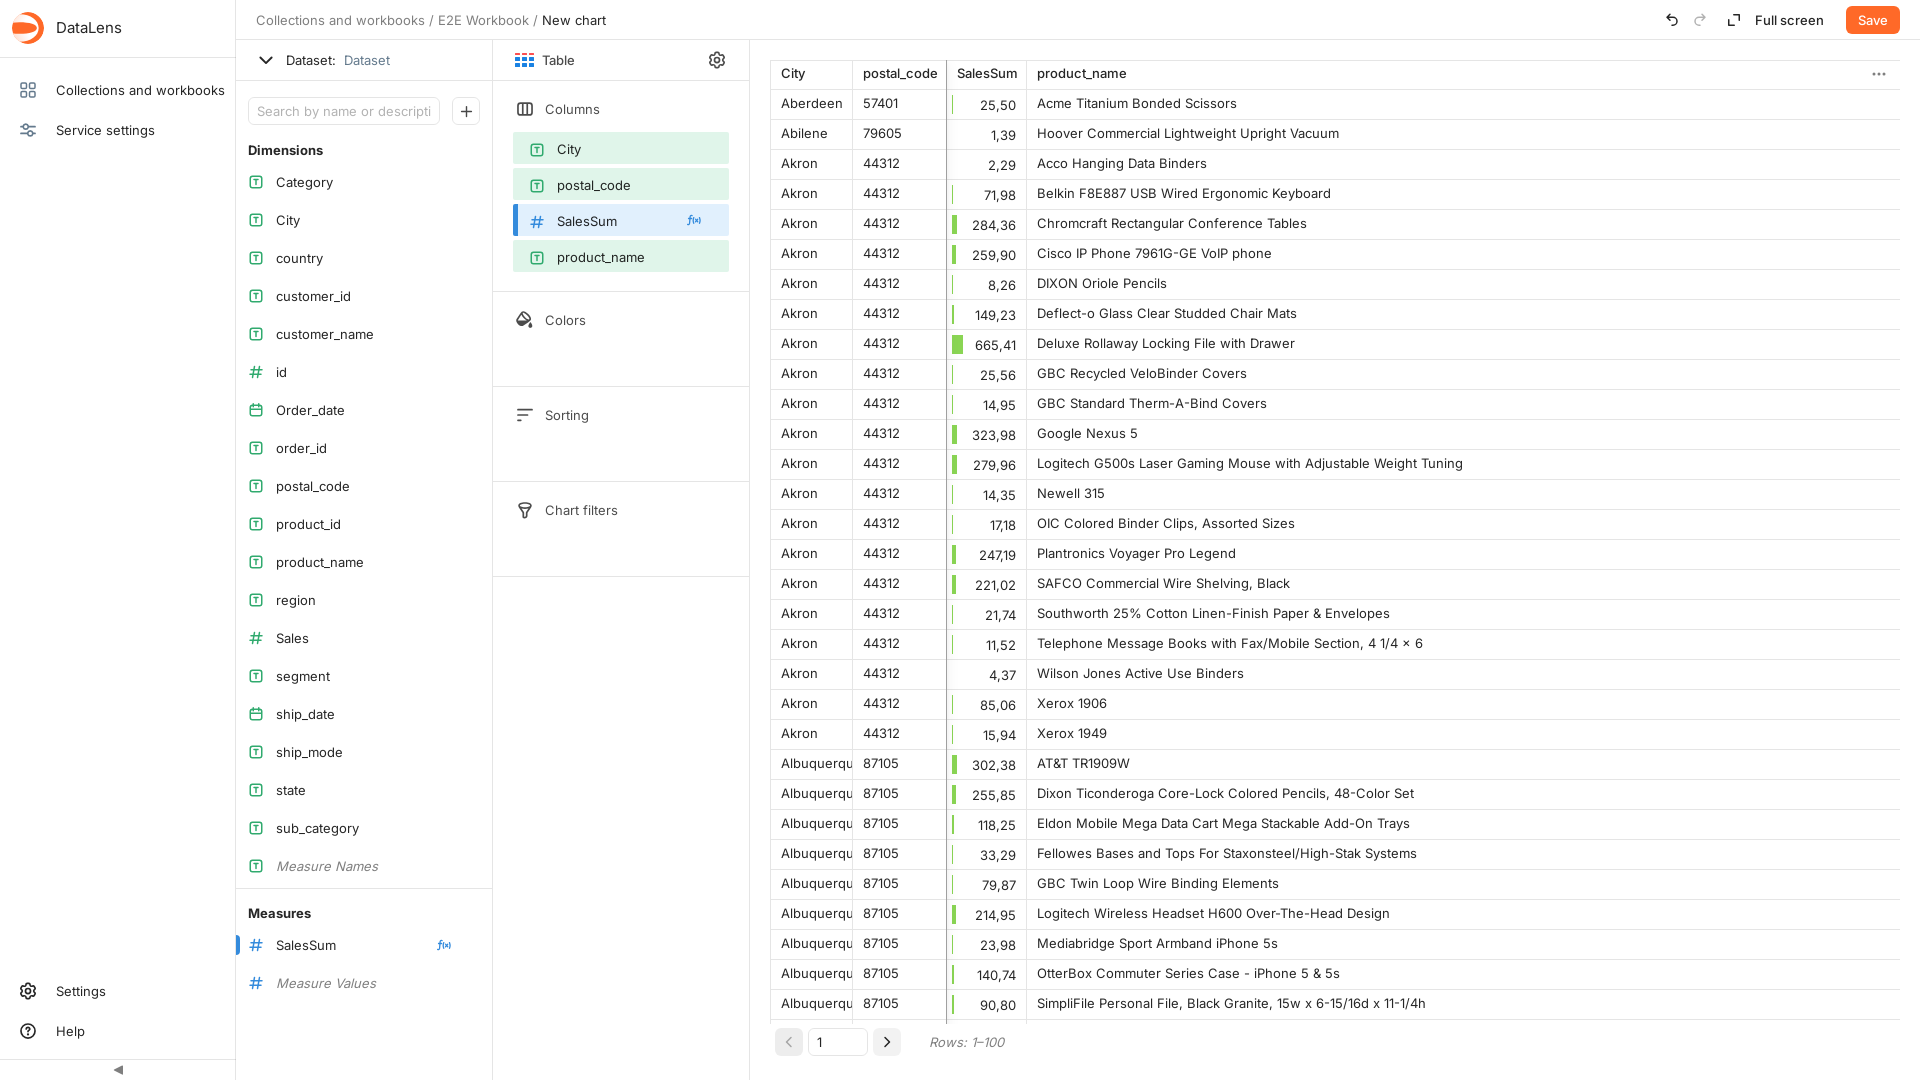 DataLens
Collections and workbooks
Service settings
Settings
Help
Collections and workbooks / E2E Workbook / New chart
Full screen
Save
Dataset: Dataset
Search by name or descripti
Dimensions
Category
City
country
customer_id
customer_name
id
Order_date
order_id
postal_code
product_id
product_name
region
Sales
segment
ship_date
ship_mode
state
sub_category
Measure Names
Measures
SalesSum
Measure Values
Table
Columns
City
postal_code
SalesSum
product_name
Colors
Sorting
Chart filters
City postal_code SalesSum product_name
Aberdeen 57401 25,50 Acme Titanium Bonded Scissors
Abilene 79605 1,39 Hoover Commercial Lightweight Upright Vacuum
Akron 44312 2,29 Acco Hanging Data Binders
Akron 44312 71,98 Belkin F8E887 USB Wired Ergonomic Keyboard
Akron 44312 284,36 Chromcraft Rectangular Conference Tables
Akron 44312 259,90 Cisco IP Phone 7961G-GE VoIP phone
Akron 44312 8,26 DIXON Oriole Pencils
Akron 44312 149,23 Deflect-o Glass Clear Studded Chair Mats
Akron 44312 665,41 Deluxe Rollaway Locking File with Drawer
Akron 44312 25,56 GBC Recycled VeloBinder Covers
Akron 44312 14,95 GBC Standard Therm-A-Bind Covers
Akron 44312 323,98 Google Nexus 5
Akron 44312 279,96 Logitech G500s Laser Gaming Mouse with Adjustable Weight Tuning
Akron 44312 14,35 Newell 315
Akron 44312 17,18 OIC Colored Binder Clips, Assorted Sizes
Akron 44312 247,19 Plantronics Voyager Pro Legend
Akron 44312 221,02 SAFCO Commercial Wire Shelving, Black
Akron 44312 21,74 Southworth 25% Cotton Linen-Finish Paper & Envelopes
Akron 44312 11,52 Telephone Message Books with Fax/Mobile Section, 4 1/4 × 6
Akron 44312 4,37 Wilson Jones Active Use Binders
Akron 44312 85,06 Xerox 1906
Akron 44312 15,94 Xerox 1949
Albuquerqu 87105 302,38 AT&T TR1909W
Albuquerqu 87105 255,85 Dixon Ticonderoga Core-Lock Colored Pencils, 48-Color Set
Albuquerqu 87105 118,25 Eldon Mobile Mega Data Cart Mega Stackable Add-On Trays
Albuquerqu 87105 33,29 Fellowes Bases and Tops For Staxonsteel/High-Stak Systems
Albuquerqu 87105 79,87 GBC Twin Loop Wire Binding Elements
Albuquerqu 87105 214,95 Logitech Wireless Headset H600 Over-The-Head Design
Albuquerqu 87105 23,98 Mediabridge Sport Armband iPhone 5s
Albuquerqu 87105 140,74 OtterBox Commuter Series Case - iPhone 5 & 5s
Albuquerqu 87105 90,80 SimpliFile Personal File, Black Granite, 15w x 6-15/16d x 11-1/4h
1
Rows: 1–100